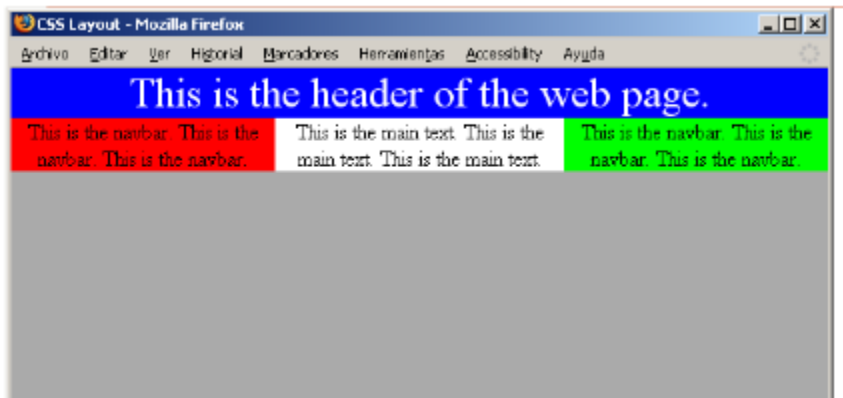 CSS Layout - Mozilla Firefox
Archivo Editar Ver Historial Marcadores Herramientas Accessibility Ayuda
This is the header of the web page.
This is the navbar. This is the
navbar. This is the navbar.
This is the main text. This is the
main text. This is the main text.
This is the navbar. This is the
navbar. This is the navbar.